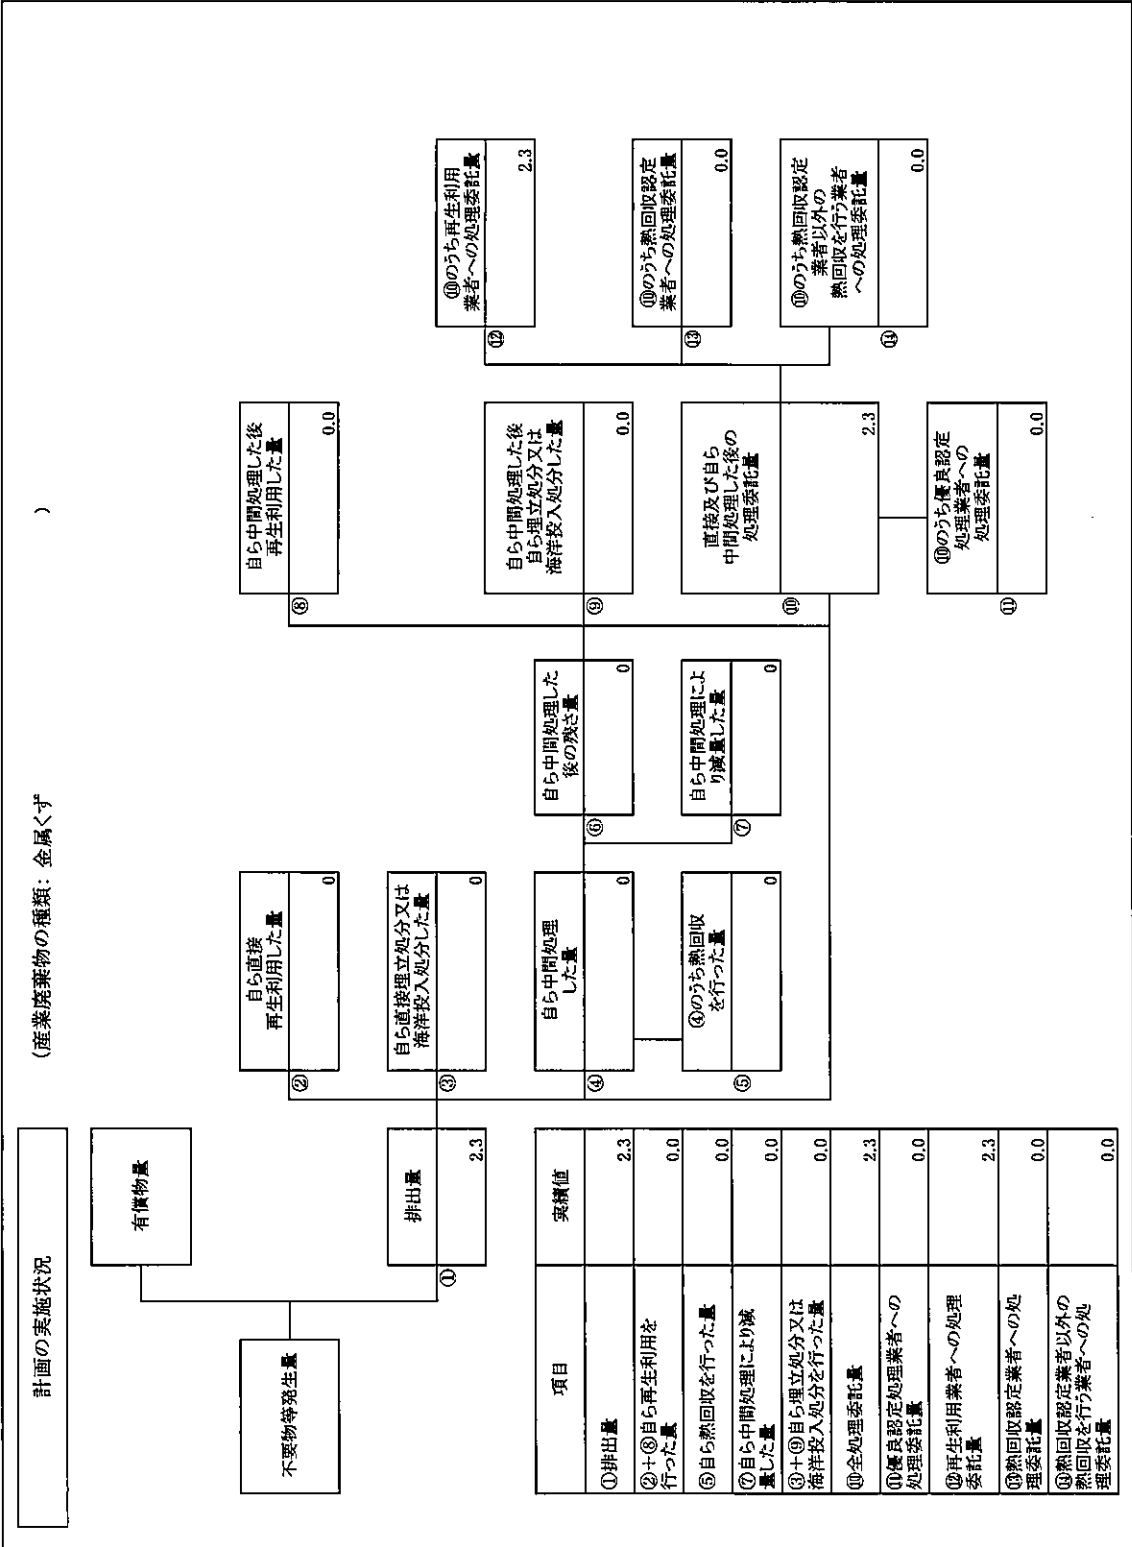 計画の実施状況
(産業廃棄物の種類: 金属くず )
不要物等発生量
有償物量
①
排出量
2.3
②
自ら直接
再生利用した量
0
③
自ら直接埋立処分又は
海洋投入処分した量
0
④
自ら中間処理
した量
0
⑤
④のうち熱回収
を行った量
0
⑥
自ら中間処理した
後の残さ量
0
⑦
自ら中間処理によ
り減量した量
0
⑧
自ら中間処理した後
再生利用した量
0.0
⑨
自ら中間処理した後
自ら埋立処分又は
海洋投入処分した量
0.0
⑩
直接及び自ら
中間処理した後の
処理委託量
2.3
⑪
⑩のうち優良認定
処理業者への
処理委託量
0.0
⑫
⑩のうち再生利用
業者への処理委託量
2.3
⑬
⑩のうち熱回収認定
業者への処理委託量
0.0
⑭
⑩のうち熱回収認定
業者以外の
熱回収を行う業者
への処理委託量
0.0
項目 実績値
①排出量 2.3
②+⑧自ら再生利用を
行った量 0.0
⑤自ら熱回収を行った量 0.0
⑦自ら中間処理により減
量した量 0.0
③+⑨自ら埋立処分又は
海洋投入処分を行った量 0.0
⑩全処理委託量 2.3
⑪優良認定処理業者への
処理委託量 0.0
⑫再生利用業者への処理
委託量 2.3
⑬熱回収認定業者への処
理委託量 0.0
⑭熱回収認定業者以外の
熱回収を行う業者への処
理委託量 0.0